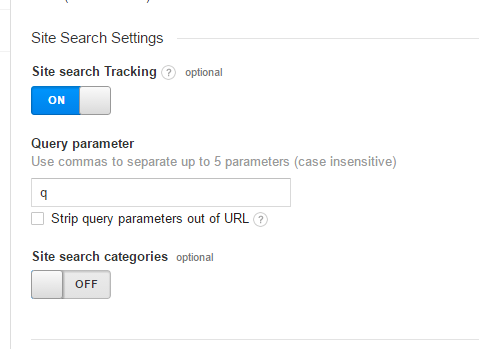 Site Search Settings
Site search Tracking ? optional
ON
Query parameter
Use commas to separate up to 5 parameters (case insensitive)
q
Strip query parameters out of URL ?
Site search categories optional
OFF